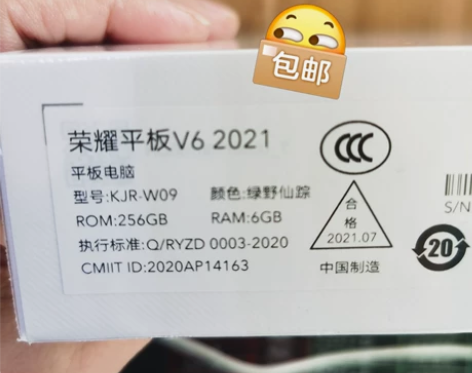 包邮
荣耀平板V6 2021
平板电脑
型号:KJR-W09 颜色:绿野仙踪
ROM:256GB RAM:6GB
执行标准:Q/RYZD 0003-2020
CMIIT ID:2020AP14163
CCC
合
格
2021.07
中国制造
S/N
20